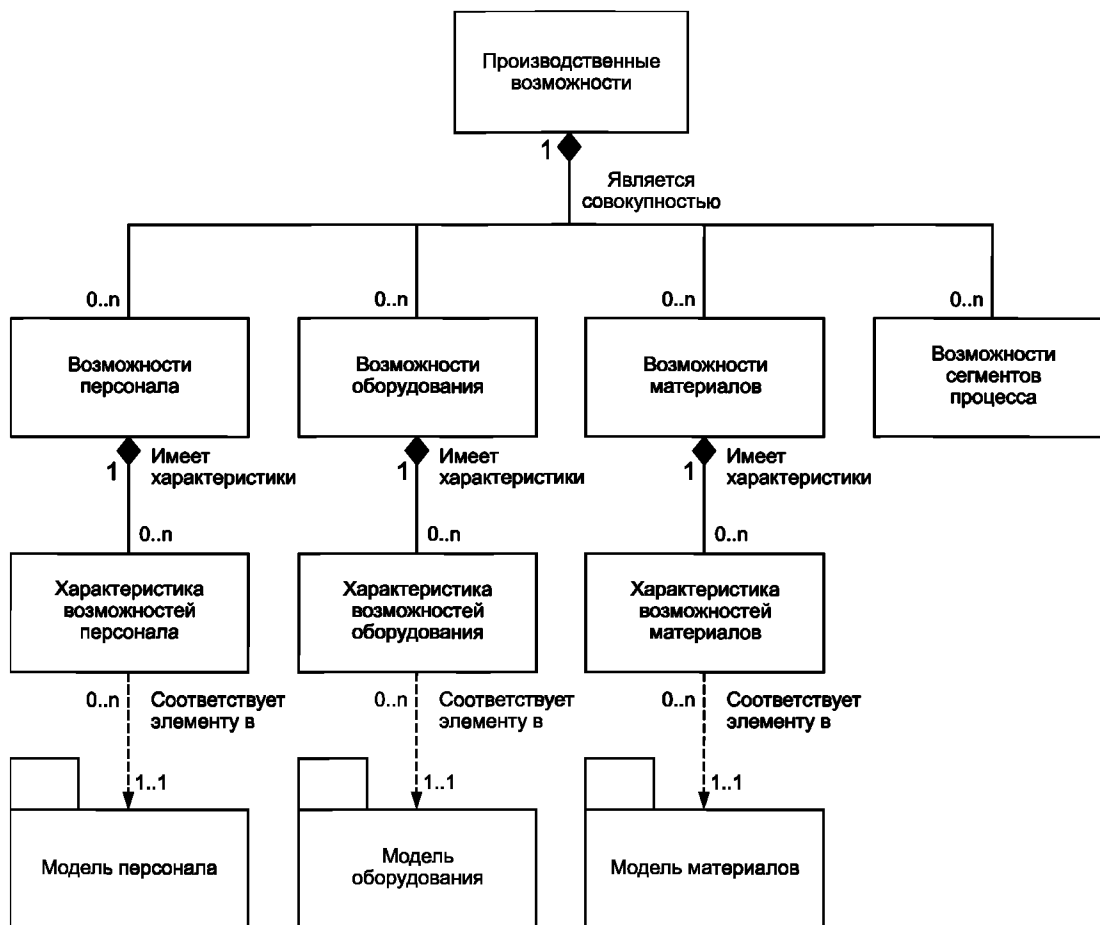 Производственные
возможности
1
Является
совокупностью
0..n
0..n
0..n
0..n
Возможности
персонала
Возможности
оборудования
Возможности
материалов
Возможности
сегментов
процесса
1
Имеет
характеристики
1
Имеет
характеристики
1
Имеет
характеристики
0..n
0..n
0..n
Характеристика
возможностей
персонала
Характеристика
возможностей
оборудования
Характеристика
возможностей
материалов
0..n
Соответствует
элементу в
0..n
Соответствует
элементу в
0..n
Соответствует
элементу в
1..1
1..1
1..1
Модель персонала
Модель
оборудования
Модель материалов